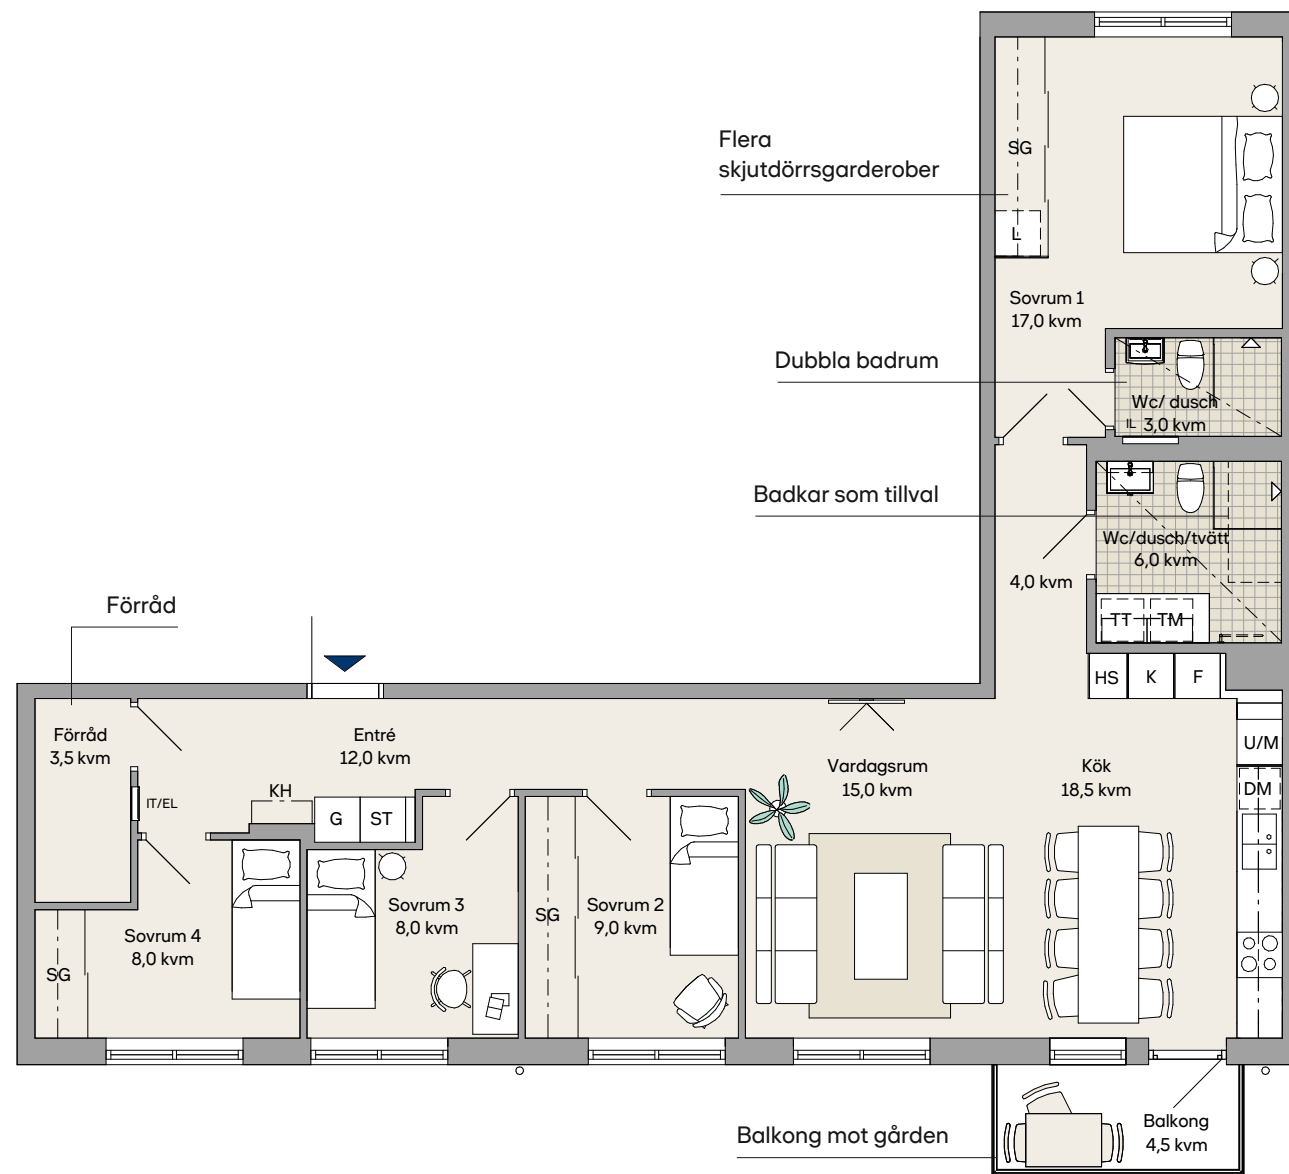 Flera
skjutdörrsgarderober
SG
L
Sovrum 1
17,0 kvm
Dubbla badrum
Wc/ dusch
IL 3,0 kvm
Badkar som tillval
Wc/dusch/tvätt
6,0 kvm
4,0 kvm
TT TM
Förråd
HS K F
Förråd
3,5 kvm
Entré
12,0 kvm
Vardagsrum
15,0 kvm
Kök
18,5 kvm
U/M
DM
IT/EL
KH
G ST
Sovrum 4
8,0 kvm
SG
Sovrum 3
8,0 kvm
SG
Sovrum 2
9,0 kvm
Balkong mot gården
Balkong
4,5 kvm